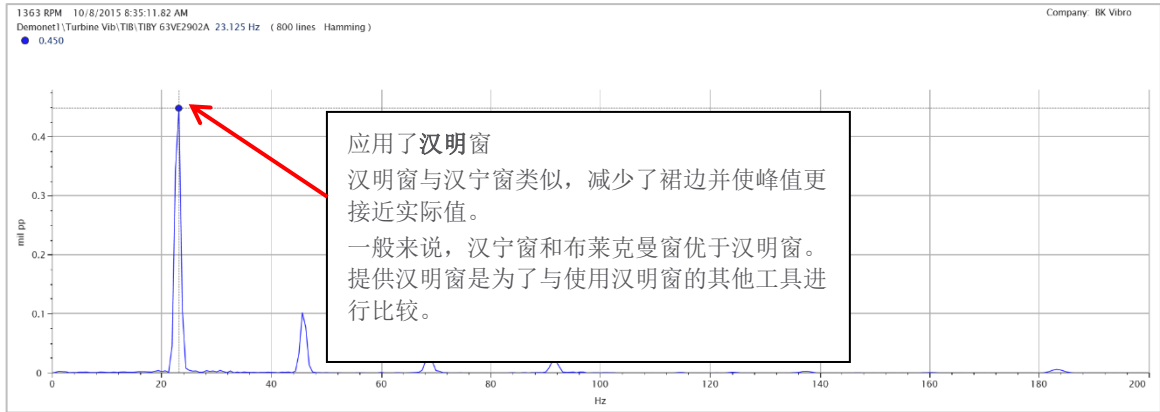 1363 RPM 10/8/2015 8:35:11.82 AM
Company: BK Vibro
Demonet1\Turbine Vib\TIB\TIBY 63VE2902A 23.125 Hz (800 lines Hamming)
0.450
应用了汉明窗
汉明窗与汉宁窗类似，减少了裙边并使峰值更
接近实际值。
一般来说，汉宁窗和布莱克曼窗优于汉明窗。
提供汉明窗是为了与使用汉明窗的其他工具进
行比较。
mil pp
0.4
0.3
0.2
0.1
0
0 20 40 60 80 100 120 140 160 180 200
Hz